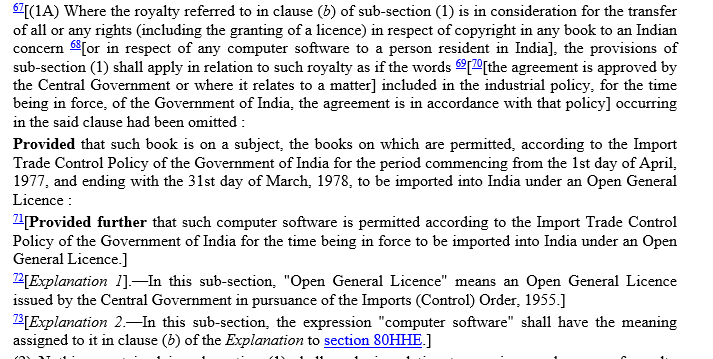 67[(1A) Where the royalty referred to in clause (b) of sub-section (1) is in consideration for the transfer
of all or any rights (including the granting of a licence) in respect of copyright in any book to an Indian
concern 68[or in respect of any computer software to a person resident in India], the provisions of
sub-section (1) shall apply in relation to such royalty as if the words 69[70[the agreement is approved by
the Central Government or where it relates to a matter] included in the industrial policy, for the time
being in force, of the Government of India, the agreement is in accordance with that policy] occurring
in the said clause had been omitted :
Provided that such book is on a subject, the books on which are permitted, according to the Import
Trade Control Policy of the Government of India for the period commencing from the 1st day of April,
1977, and ending with the 31st day of March, 1978, to be imported into India under an Open General
Licence :
71[Provided further that such computer software is permitted according to the Import Trade Control
Policy of the Government of India for the time being in force to be imported into India under an Open
General Licence.]
72[Explanation 1].—In this sub-section, "Open General Licence" means an Open General Licence
issued by the Central Government in pursuance of the Imports (Control) Order, 1955.]
73[Explanation 2.—In this sub-section, the expression "computer software" shall have the meaning
assigned to it in clause (b) of the Explanation to section 80HHE.]